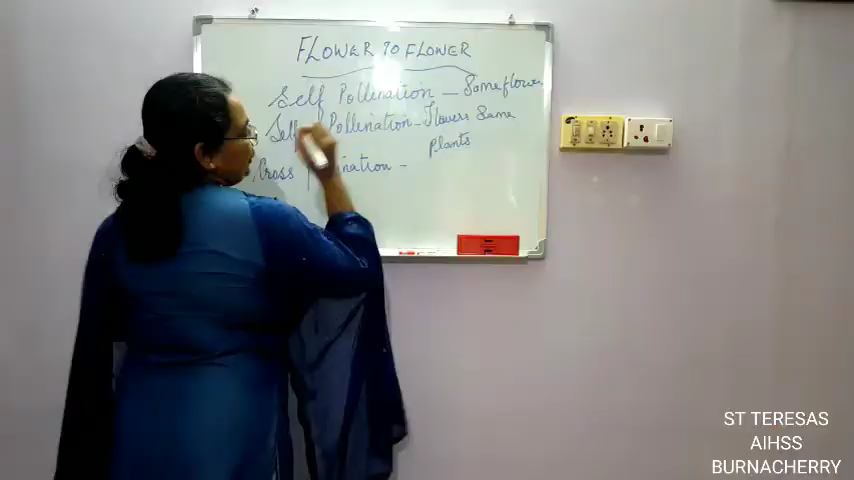 FLOWER TO FLOWER
Self Pollination - Same flower
Self Pollination - Flowers Same
plants
Cross -
ST TERESAS
AIHSS
BURNACHERRY